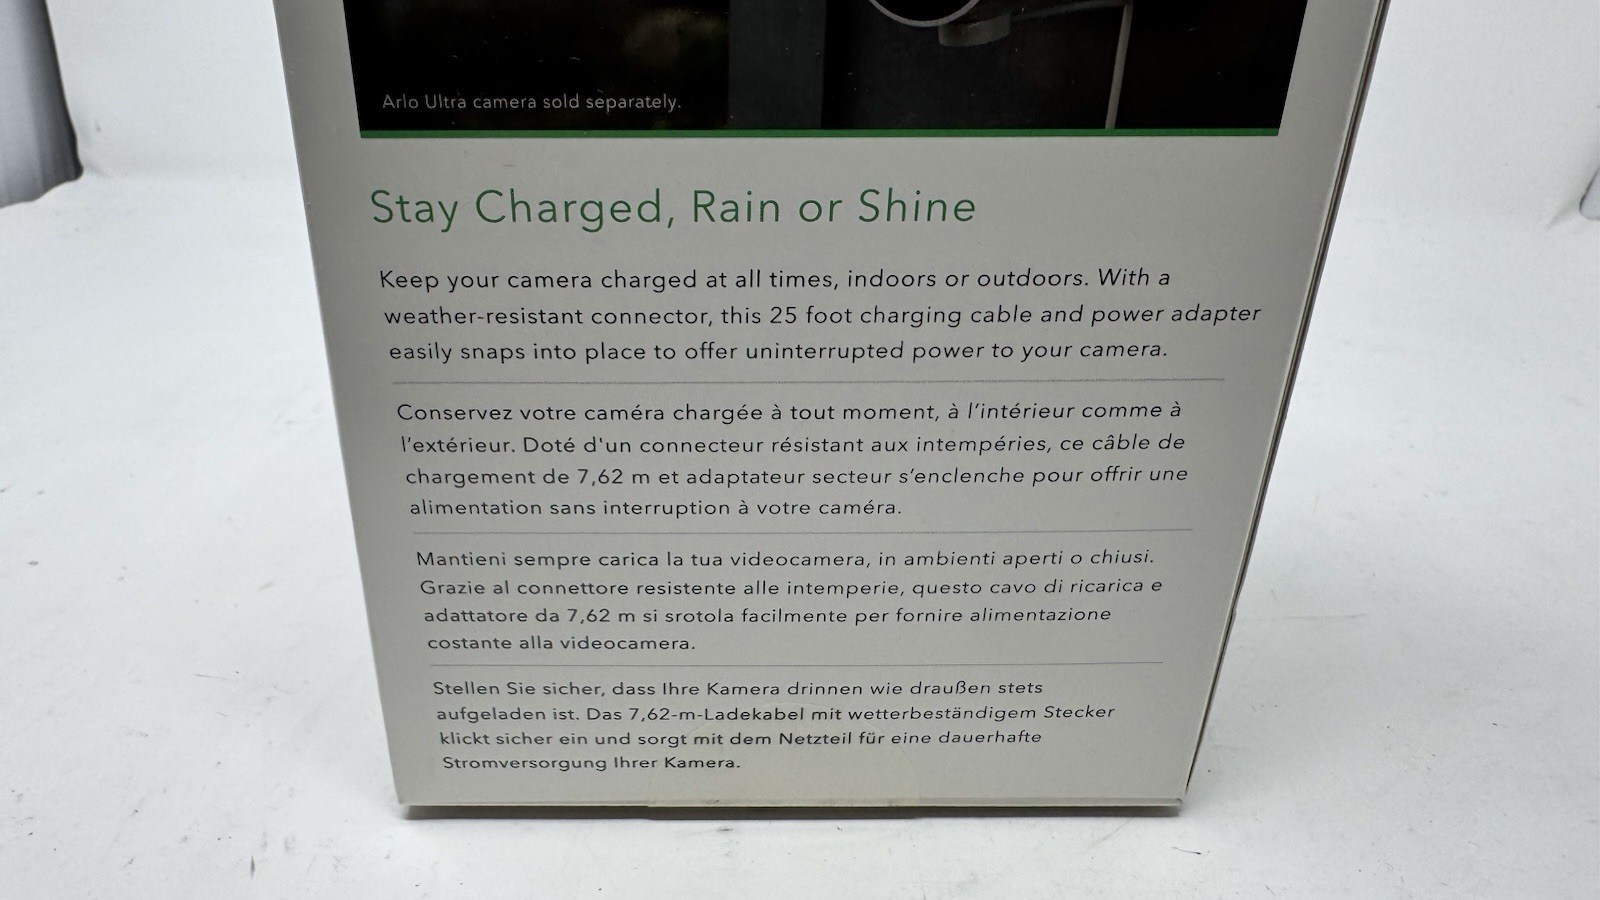 Arlo Ultra camera sold separately.
Stay Charged, Rain or Shine
Keep your camera charged at all times, indoors or outdoors. With a
weather-resistant connector, this 25 foot charging cable and power adapter
easily snaps into place to offer uninterrupted power to your camera.
Conservez votre caméra chargée à tout moment, à l’intérieur comme à
l’extérieur. Doté d'un connecteur résistant aux intempéries, ce câble de
chargement de 7,62 m et adaptateur secteur s’enclenche pour offrir une
alimentation sans interruption à votre caméra.
Mantieni sempre carica la tua videocamera, in ambienti aperti o chiusi.
Grazie al connettore resistente alle intemperie, questo cavo di ricarica e
adattatore da 7,62 m si srotola facilmente per fornire alimentazione
costante alla videocamera.
Stellen Sie sicher, dass Ihre Kamera drinnen wie draußen stets
aufgeladen ist. Das 7,62-m-Ladekabel mit wetterbeständigem Stecker
klickt sicher ein und sorgt mit dem Netzteil für eine dauerhafte
Stromversorgung Ihrer Kamera.